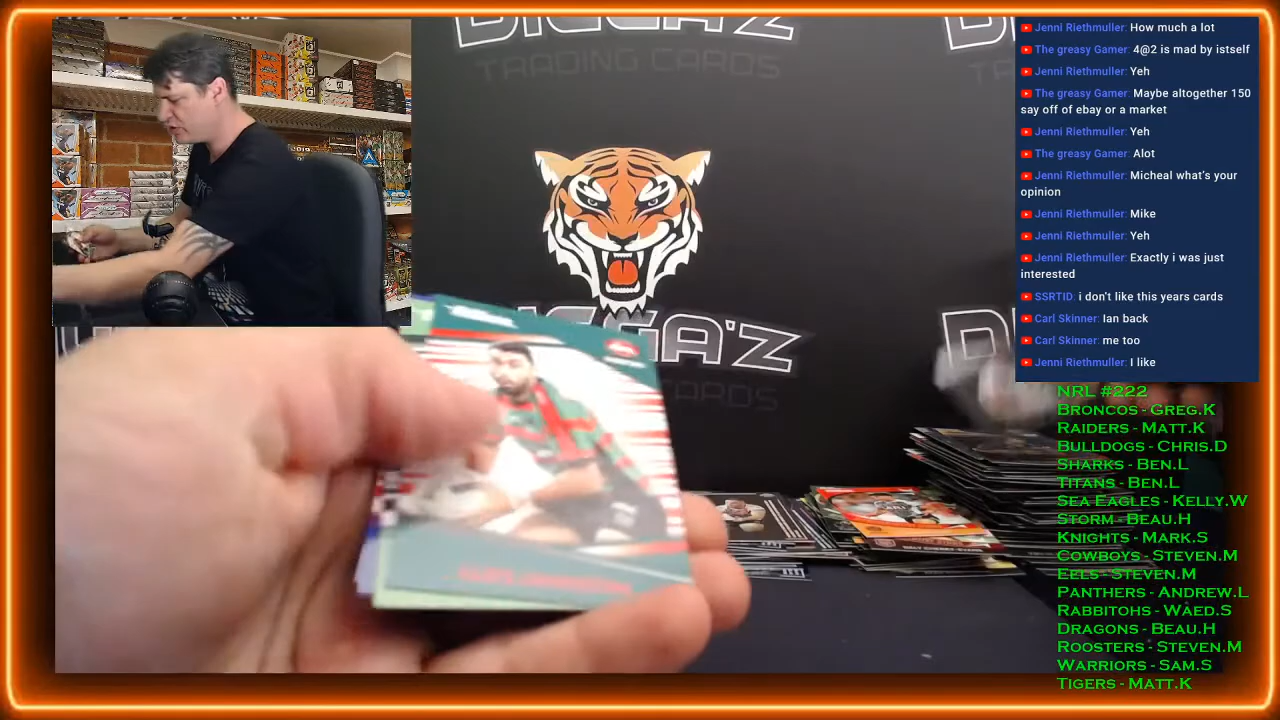 DIGGA'Z
TRADING CARDS
DIGGA'Z
Jenni Riethmuller: How much a lot
The greasy Gamer: 4@2 is mad by istself
Jenni Riethmuller: Yeh
The greasy Gamer: Maybe altogether 150
say off of ebay or a market
Jenni Riethmuller: Yeh
The greasy Gamer: Alot
Jenni Riethmuller: Micheal what's your
opinion
Jenni Riethmuller: Mike
Jenni Riethmuller: Yeh
Jenni Riethmuller: Exactly i was just
interested
SSRTID: i don't like this years cards
Carl Skinner: Ian back
Carl Skinner: me too
Jenni Riethmuller: I like
NRL #222
Broncos - Greg.K
Raiders - Matt.K
Bulldogs - Chris.D
Sharks - Ben.L
Titans - Ben.L
Sea Eagles - Kelly.W
Storm - Beau.H
Knights - Mark.S
Cowboys - Steven.M
Eels - Steven.M
Panthers - Andrew.L
Rabbitohs - Waed.S
Dragons - Beau.H
Roosters - Steven.M
Warriors - Sam.S
Tigers - Matt.K